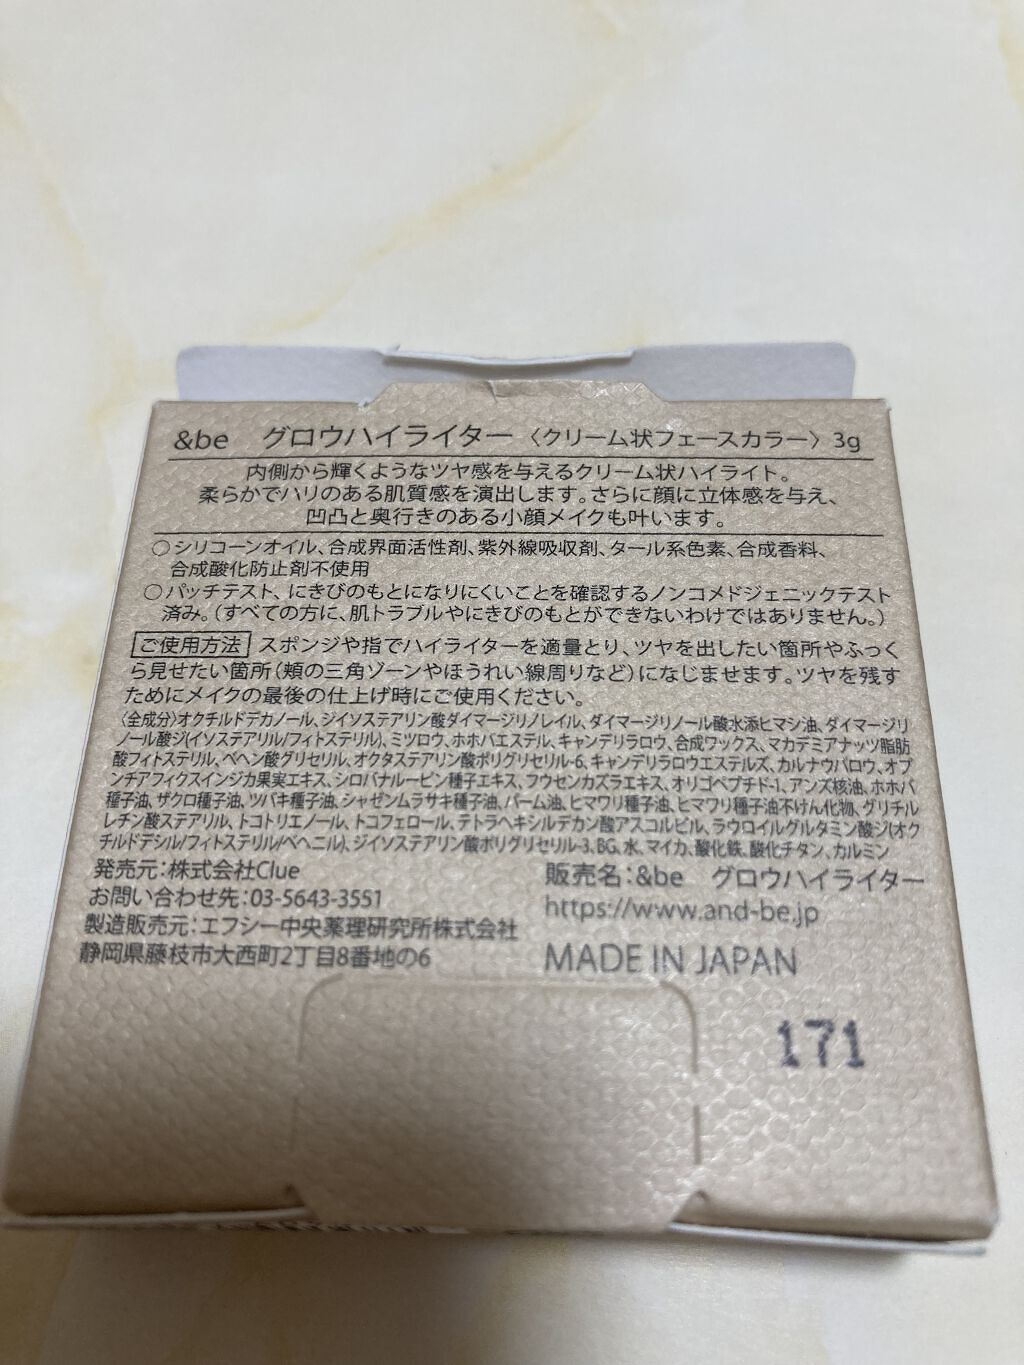 &be グロウハイライター〈クリーム状フェースカラー〉3g
内側から輝くようなツヤ感を与えるクリーム状ハイライト。
柔らかでハリのある肌質感を演出します。さらに顔に立体感を与え、
凹凸と奥行きのある小顔メイクも叶います。
○シリコーンオイル、合成界面活性剤、紫外線吸収剤、タール系色素、合成香料、
合成酸化防止剤不使用
○パッチテスト、にきびのもとになりにくいことを確認するノンコメドジェニックテスト
済み。(すべての方に、肌トラブルやにきびのもとができないわけではありません。)
ご使用方法 スポンジや指でハイライターを適量とり、ツヤを出したい箇所やふっく
ら見せたい箇所(頬の三角ゾーンやほうれい線周りなど)になじませます。ツヤを残す
ためにメイクの最後の仕上げ時にご使用ください。
〈全成分〉オクチルドデカノール、ジイソステアリン酸ダイマージリノレイル、ダイマージリノール酸水添ヒマシ油、ダイマージリ
ノール酸ジ(イソステアリル/フィトステリル)、ミツロウ、ホホバエステル、キャンデリラロウ、合成ワックス、マカデミアナッツ脂肪
酸フィトステリル、ベヘン酸グリセリル、オクタステアリン酸ポリグリセリル-6、キャンデリラロウエステルズ、カルナウバロウ、オプ
ンチアフィクスインジカ果実エキス、シロバナルーピン種子エキス、フウセンカズラエキス、オリゴペプチド-1、アンズ核油、ホホバ
種子油、ザクロ種子油、ツバキ種子油、シャゼンムラサキ種子油、パーム油、ヒマワリ種子油、ヒマワリ種子油不けん化物、グリチル
レチン酸ステアリル、トコトリエノール、トコフェロール、テトラヘキシルデカン酸アスコルビル、ラウロイルグルタミン酸ジ(オク
チルドデシル/フィトステリル/ベヘニル)、ジイソステアリン酸ポリグリセリル-3、BG、水、マイカ、酸化鉄、酸化チタン、カルミン
発売元:株式会社Clue
お問い合わせ先:03-5643-3551
製造販売元:エフシー中央薬理研究所株式会社
静岡県藤枝市大西町2丁目8番地の6
販売名:&be グロウハイライター
https://www.and-be.jp
MADE IN JAPAN
171